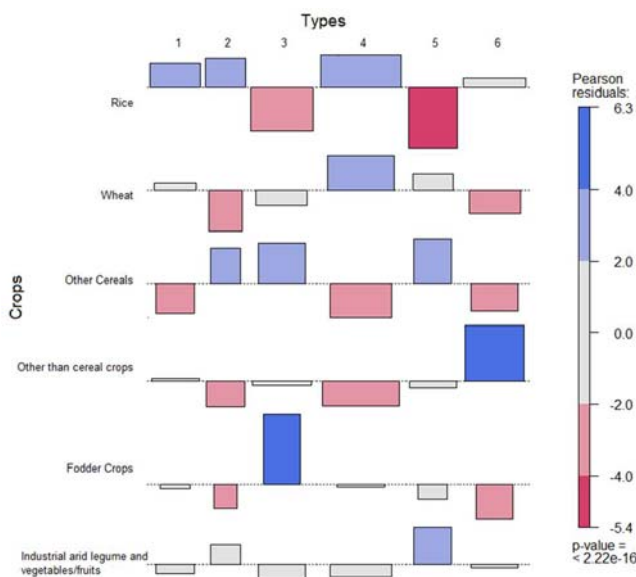 Types
1 2 3 4 5 6
Crops
Rice
Wheat
Other Cereals
Other than cereal crops
Fodder Crops
Industrial arid legume and
vegetables/fruits
Pearson
residuals:
6.3
4.0
2.0
0.0
-2.0
-4.0
-5.4
p-value =
< 2.22e-16